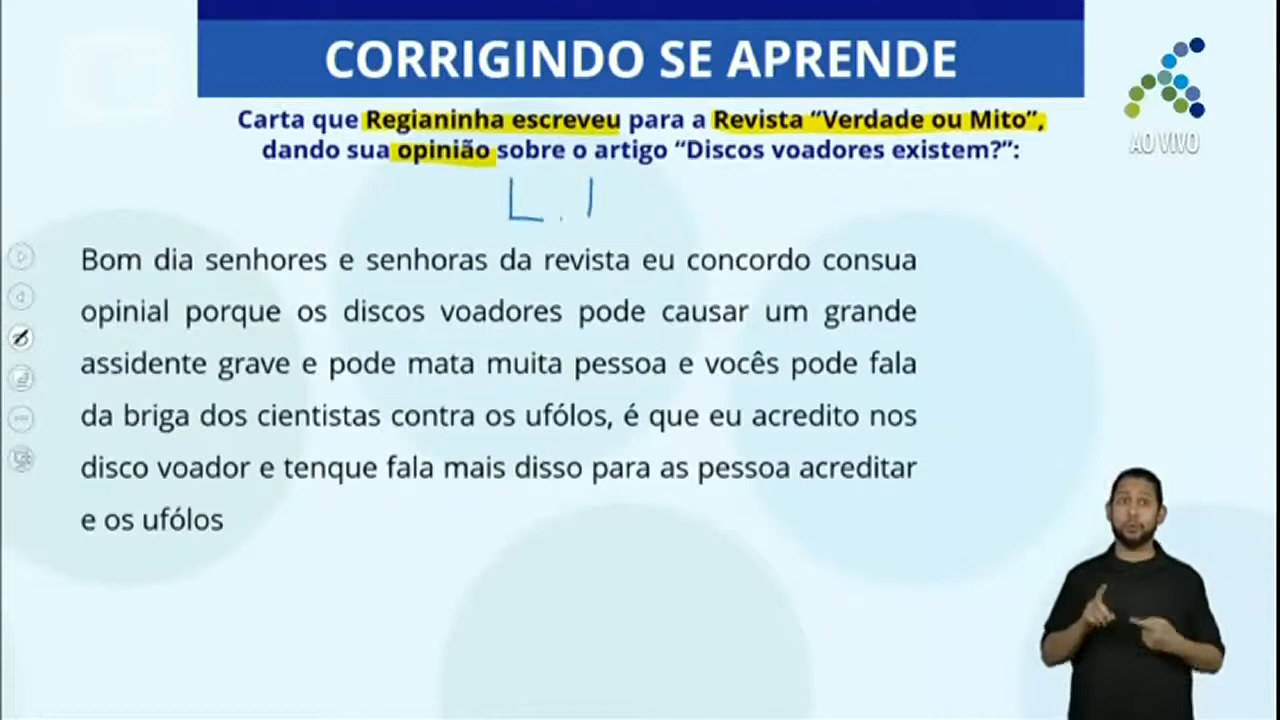 CORRIGINDO SE APRENDE
Carta que Regianinha escreveu para a Revista “Verdade ou Mito”,
dando sua opinião sobre o artigo “Discos voadores existem?”:
AO VIVO
L. I
Bom dia senhores e senhoras da revista eu concordo consua
opinial porque os discos voadores pode causar um grande
assidente grave e pode mata muita pessoa e vocês pode fala
da briga dos cientistas contra os ufólos, é que eu acredito nos
disco voador e tenque fala mais disso para as pessoa acreditar
e os ufólos